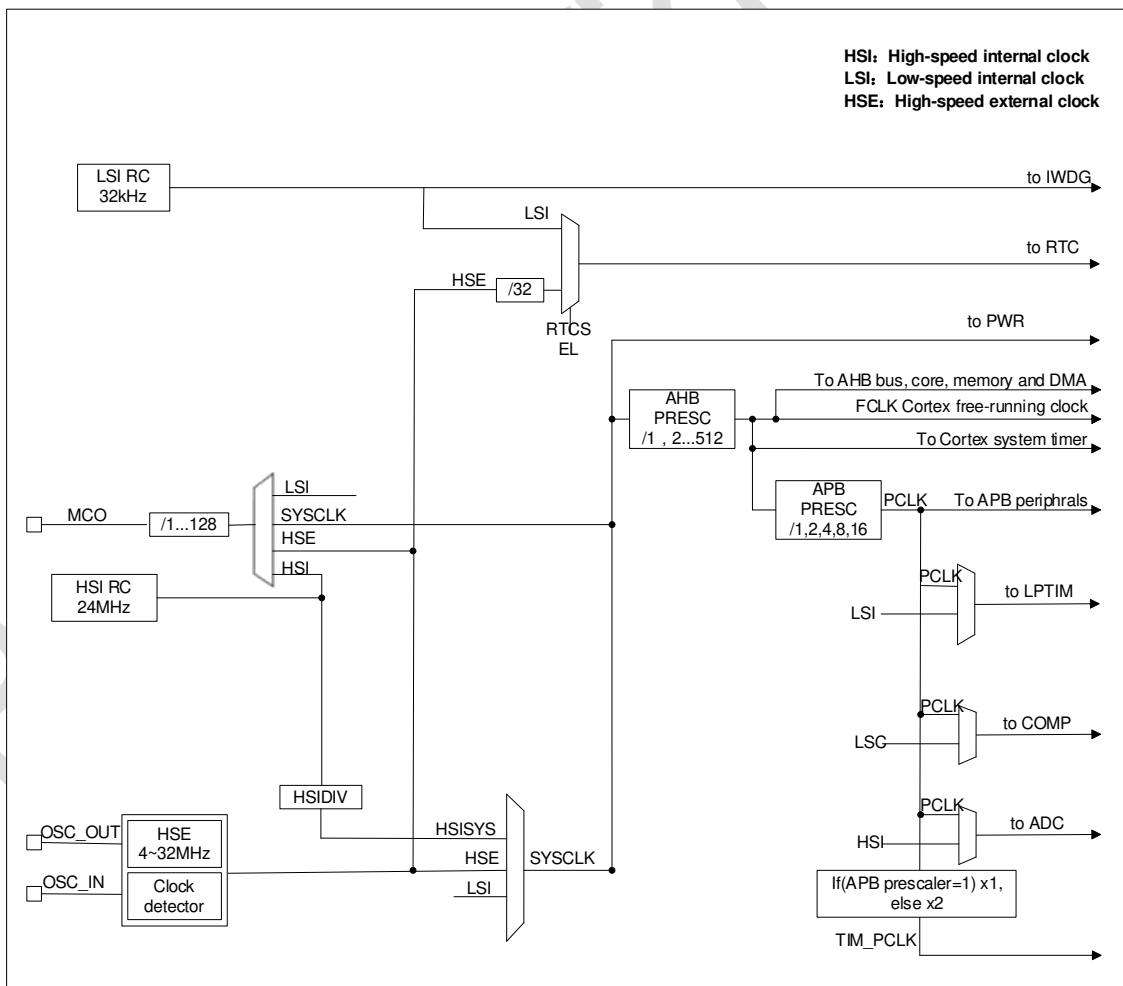 HSI：High-speed internal clock
LSI：Low-speed internal clock
HSE：High-speed external clock
LSI RC
32kHz
to IWDG
LSI
to RTC
HSE
/32
RTCS
EL
to PWR
To AHB bus, core, memory and DMA
AHB
PRESC
/1 , 2...512
FCLK Cortex free-running clock
To Cortex system timer
LSI
MCO
/1...128
SYSCLK
HSE
HSI
APB
PRESC
/1,2,4,8,16
PCLK
To APB periphrals
HSI RC
24MHz
PCLK
to LPTIM
LSI
PCLK
to COMP
LSC
HSIDIV
OSC_OUT
HSE
4~32MHz
OSC_IN
Clock
detector
HSISYS
HSE
SYSCLK
LSI
PCLK
to ADC
HSI
If(APB prescaler=1) x1,
else x2
TIM_PCLK